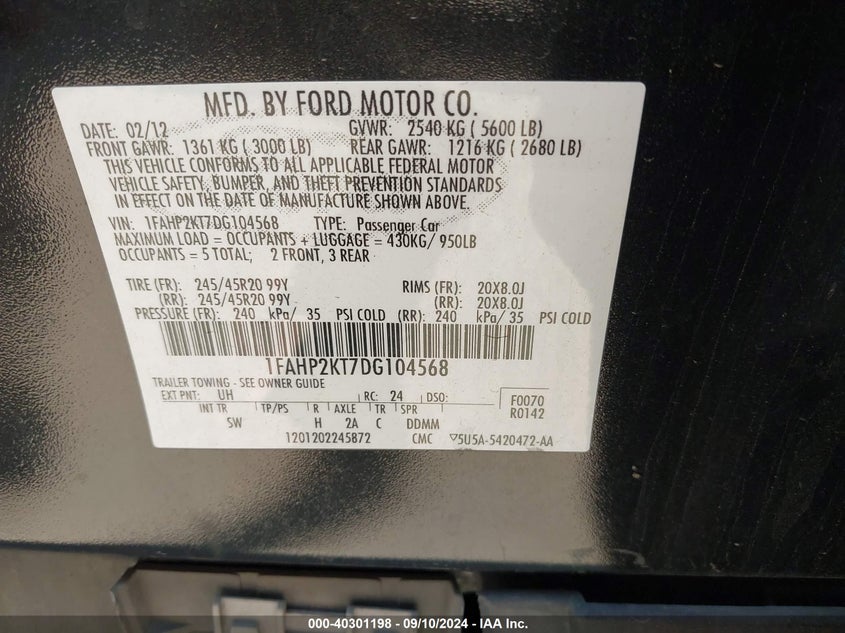 MFD. BY FORD MOTOR CO.
DATE: 02/12 GVWR: 2540 KG ( 5600 LB)
FRONT GAWR: 1361 KG ( 3000 LB) REAR GAWR: 1216 KG ( 2680 LB)
THIS VEHICLE CONFORMS TO ALL APPLICABLE FEDERAL MOTOR
VEHICLE SAFETY, BUMPER, AND THEFT PREVENTION STANDARDS
IN EFFECT ON THE DATE OF MANUFACTURE SHOWN ABOVE.
VIN: 1FAHP2KT7DG104568 TYPE: Passenger Car
MAXIMUM LOAD = OCCUPANTS + LUGGAGE = 430KG/ 950LB
OCCUPANTS = 5 TOTAL; 2 FRONT, 3 REAR
TIRE (FR): 245/45R20 99Y RIMS (FR): 20X8.0J
(RR): 245/45R20 99Y (RR): 20X8.0J
PRESSURE (FR): 240 kPa/ 35 PSI COLD (RR): 240 kPa/ 35 PSI COLD
1FAHP2KT7DG104568
TRAILER TOWING - SEE OWNER GUIDE
EXT PNT: UH RC: 24 DSO: F0070
INT TR TP/PS R AXLE TR SPR R0142
SW H 2A C DDMM
1201202245B72 CMC ▽5U5A-5420472-AA
000-40301198 - 09/10/2024 - IAA Inc.